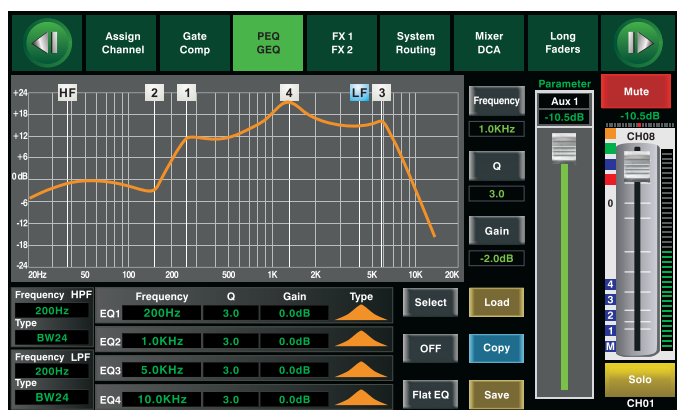 Assign Channel
Gate Comp
PEQ GEQ
FX 1 FX 2
System Routing
Mixer DCA
Long Faders
HF 2 1 4 LF 3
+24
+18
+12
+6
0dB
-6
-12
-18
-24
20Hz 50 100 200 500 1K 2K 5K 10K 20K
Frequency
1.0KHz
Q
3.0
Gain
-2.0dB
Parameter
Aux 1
-10.5dB
Mute
-10.5dB
CH08
0
4
3
2
1
M
Solo
CH01
Frequency HPF
200Hz
Type
BW24
Frequency LPF
200Hz
Type
BW24
Frequency Q Gain Type
EQ1 200Hz 3.0 0.0dB
EQ2 1.0KHz 3.0 0.0dB
EQ3 5.0KHz 3.0 0.0dB
EQ4 10.0KHz 3.0 0.0dB
Select
OFF
Flat EQ
Load
Copy
Save